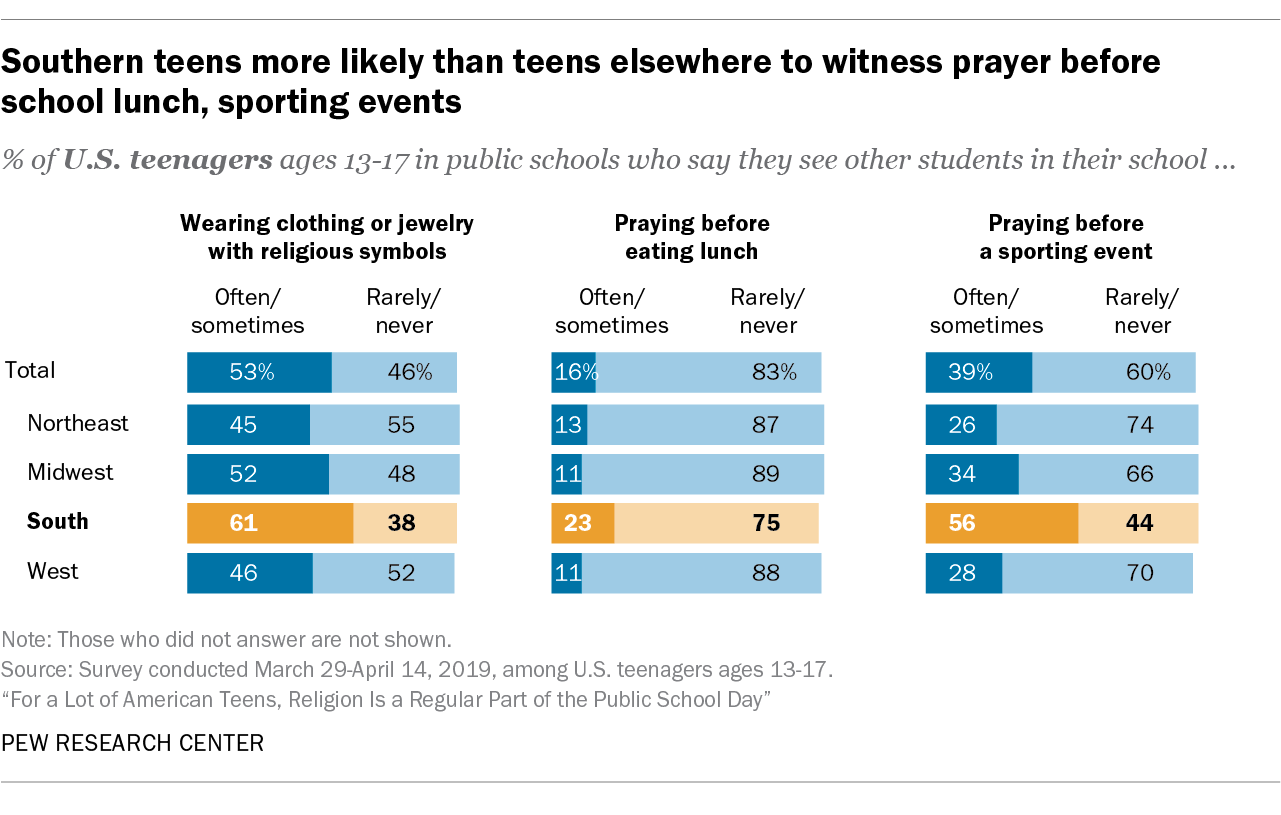 Southern teens more likely than teens elsewhere to witness prayer before
school lunch, sporting events
% of U.S. teenagers ages 13-17 in public schools who say they see other students in their school ...
Wearing clothing or jewelry
with religious symbols
Praying before
eating lunch
Praying before
a sporting event
Often/
sometimes
Rarely/
never
Often/
sometimes
Rarely/
never
Often/
sometimes
Rarely/
never
Total 53% 46% 16% 83% 39% 60%
Northeast 45 55 13 87 26 74
Midwest 52 48 11 89 34 66
South 61 38 23 75 56 44
West 46 52 11 88 28 70
Note: Those who did not answer are not shown.
Source: Survey conducted March 29-April 14, 2019, among U.S. teenagers ages 13-17.
“For a Lot of American Teens, Religion Is a Regular Part of the Public School Day”
PEW RESEARCH CENTER